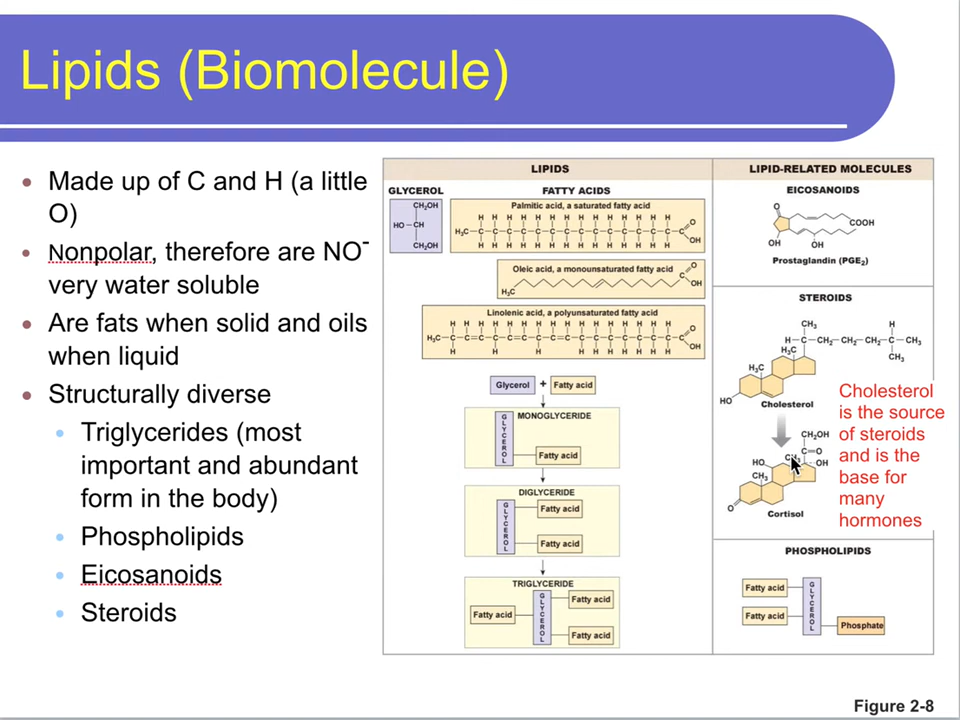 Lipids (Biomolecule)
Made up of C and H (a little
O)
Nonpolar, therefore are NO
very water soluble
Are fats when solid and oils
when liquid
Structurally diverse
Triglycerides (most
important and abundant
form in the body)
Phospholipids
Eicosanoids
Steroids
LIPIDS
GLYCEROL
CH₂OH
HO CH
CH₂OH
FATTY ACIDS
Palmitic acid, a saturated fatty acid
H H H H H H H H H H H H H H
H₃C C C C C C C C C C C C C C C O
OH
H H H H H H H H H H H H H H
Oleic acid, a monounsaturated fatty acid
H₃C
C O
OH
Linolenic acid, a polyunsaturated fatty acid
Glycerol + Fatty acid
MONOGLYCERIDE
GLYCEROL
Fatty acid
DIGLYCERIDE
GLYCEROL
Fatty acid
Fatty acid
TRIGLYCERIDE
GLYCEROL
Fatty acid
Fatty acid
Fatty acid
LIPID-RELATED MOLECULES
EICOSANOIDS
O
COOH
OH
OH
Prostaglandin (PGE₂)
STEROIDS
CH₃ H
H C CH₂ CH₂ CH₂ C CH₃
H₃C
CH₃
H₃C
HO
Cholesterol
CH₂OH
C=O
HO
OH
CH₃
O
Cortisol
Cholesterol
is the source
of steroids
and is the
base for
many
hormones
PHOSPHOLIPIDS
Fatty acid
Fatty acid
GLYCEROL
Phosphate
Figure 2-8